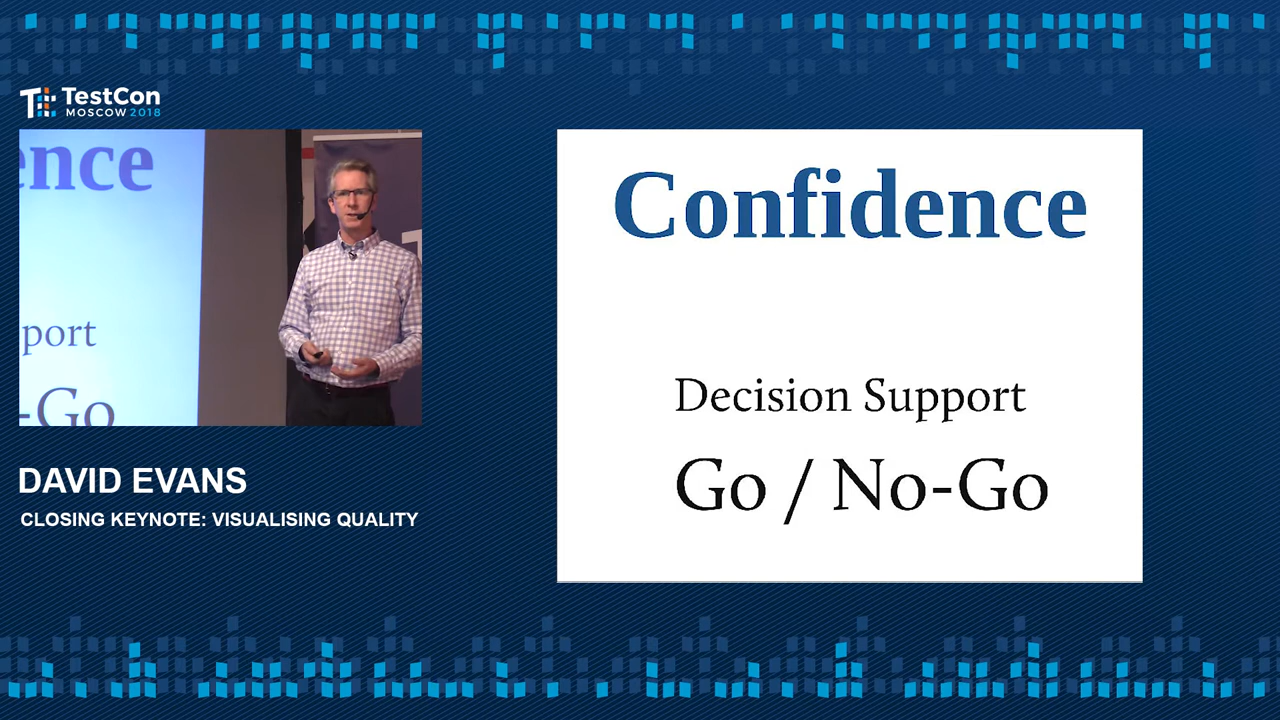 TestCon
MOSCOW 2018
ence
port
-Go
DAVID EVANS
CLOSING KEYNOTE: VISUALISING QUALITY
Confidence
Decision Support
Go / No-Go